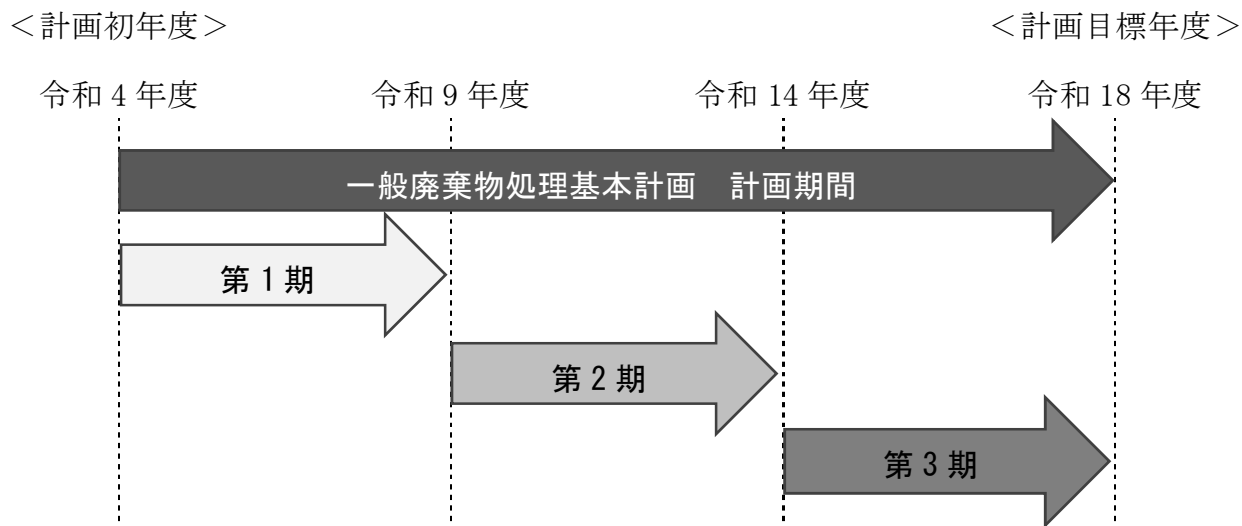 ＜計画初年度＞ ＜計画目標年度＞
令和 4 年度 令和 9 年度 令和 14 年度 令和 18 年度
一般廃棄物処理基本計画　計画期間
第 1 期
第 2 期
第 3 期